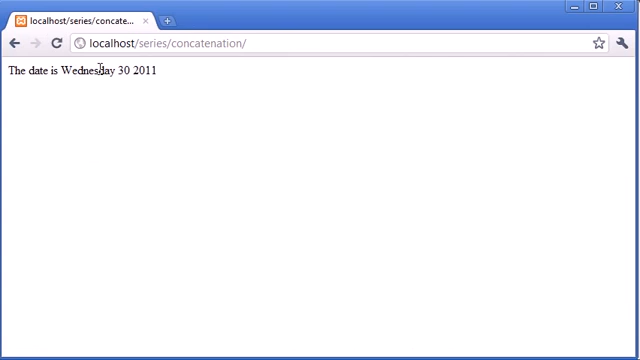 localhost/series/concate...
localhost/series/concatenation/
The date is Wednesday 30 2011